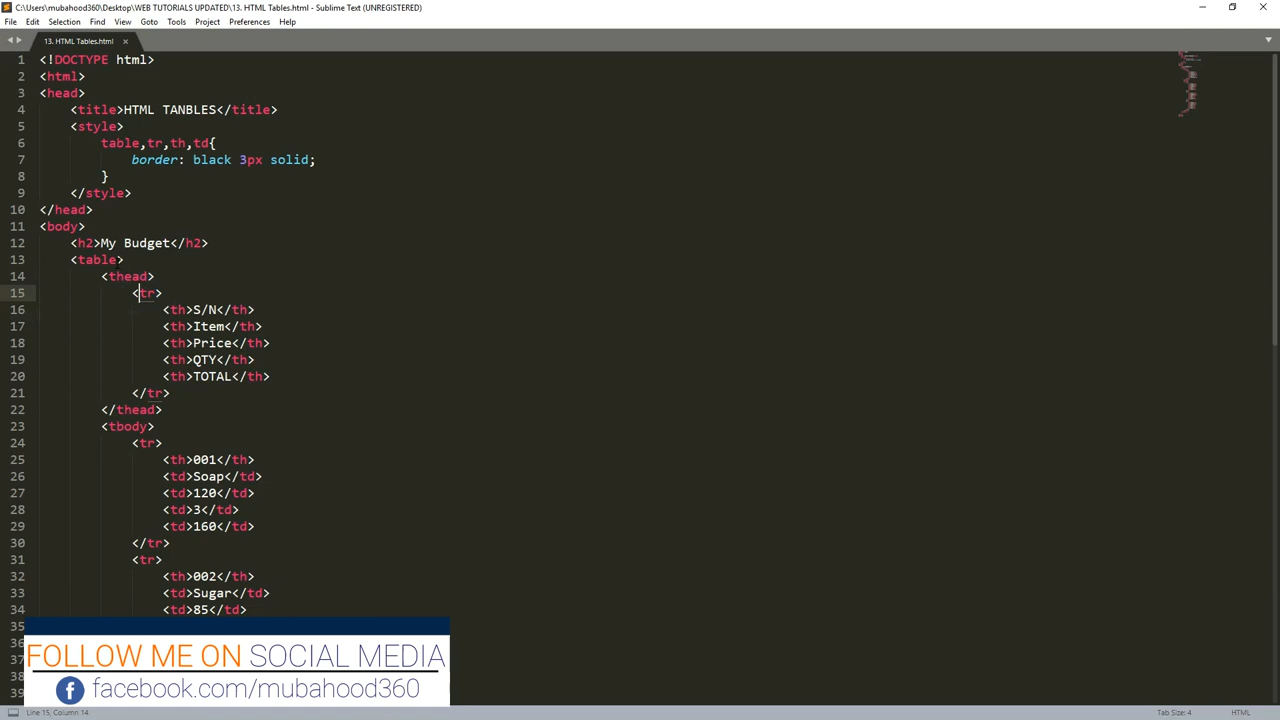 C:\Users\mubahood360\Desktop\WEB TUTORIALS UPDATED\13. HTML Tables.html - Sublime Text (UNREGISTERED)
File Edit Selection Find View Goto Tools Project Preferences Help
13. HTML Tables.html ×
1 <!DOCTYPE html>
2 <html>
3 <head>
4 <title>HTML TANBLES</title>
5 <style>
6 table,tr,th,td{
7 border: black 3px solid;
8 }
9 </style>
10 </head>
11 <body>
12 <h2>My Budget</h2>
13 <table>
14 <thead>
15 <tr>
16 <th>S/N</th>
17 <th>Item</th>
18 <th>Price</th>
19 <th>QTY</th>
20 <th>TOTAL</th>
21 </tr>
22 </thead>
23 <tbody>
24 <tr>
25 <th>001</th>
26 <td>Soap</td>
27 <td>120</td>
28 <td>3</td>
29 <td>160</td>
30 </tr>
31 <tr>
32 <th>002</th>
33 <td>Sugar</td>
34 <td>85</td>
35
36
37
38
39
FOLLOW ME ON SOCIAL MEDIA
facebook.com/mubahood360
Line 15, Column 14
Tab Size: 4
HTML